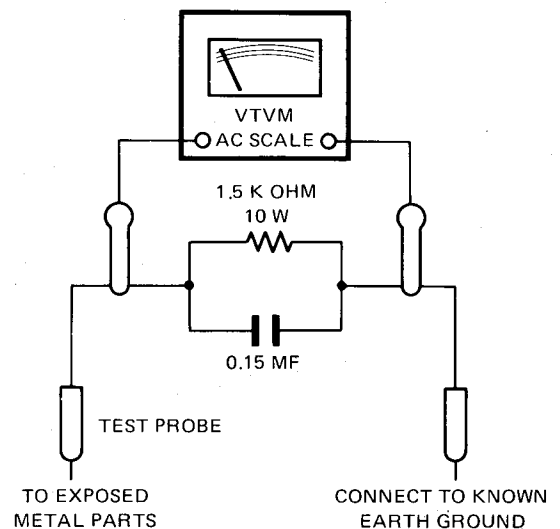 VTVM
AC SCALE
1.5 K OHM
10 W
0.15 MF
TEST PROBE
TO EXPOSED
METAL PARTS
CONNECT TO KNOWN
EARTH GROUND